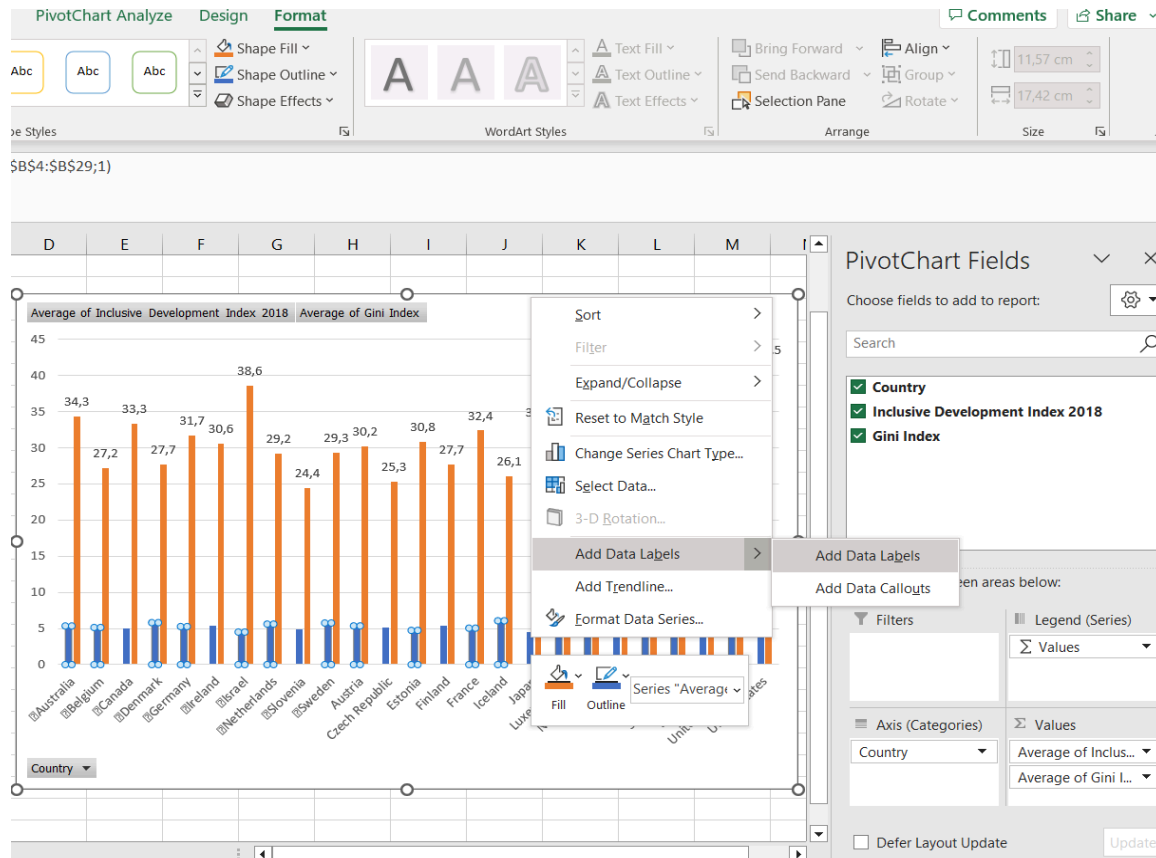 PivotChart Analyze Design Format
Comments Share
Abc Abc Abc
Shape Fill
Shape Outline
Shape Effects
A A A
Text Fill
Text Outline
Text Effects
Bring Forward
Send Backward
Selection Pane
Align
Group
Rotate
11,57 cm
17,42 cm
pe Styles WordArt Styles Arrange Size
$B$4:$B$29;1)
D E F G H I J K L M
Average of Inclusive Development Index 2018 Average of Gini Index
45
40
35
30
25
20
15
10
5
0
34,3 27,2 33,3 27,7 31,7 30,6 38,6 29,2 24,4 29,3 30,2 25,3 30,8 27,7 32,4 26,1
Australia
Belgium
Canada
Denmark
Germany
Ireland
Israel
Netherlands
Slovenia
Sweden
Austria
Czech Republic
Estonia
Finland
France
Iceland
Country
Sort
Filter
Expand/Collapse
Reset to Match Style
Change Series Chart Type...
Select Data...
3-D Rotation...
Add Data Labels
Add Trendline...
Format Data Series...
Add Data Labels
Add Data Callouts
Fill Outline
Series "Average
PivotChart Fields
Choose fields to add to report:
Search
Country
Inclusive Development Index 2018
Gini Index
een areas below:
Filters
Legend (Series)
Σ Values
Axis (Categories)
Country
Σ Values
Average of Inclus...
Average of Gini I...
Defer Layout Update
Update